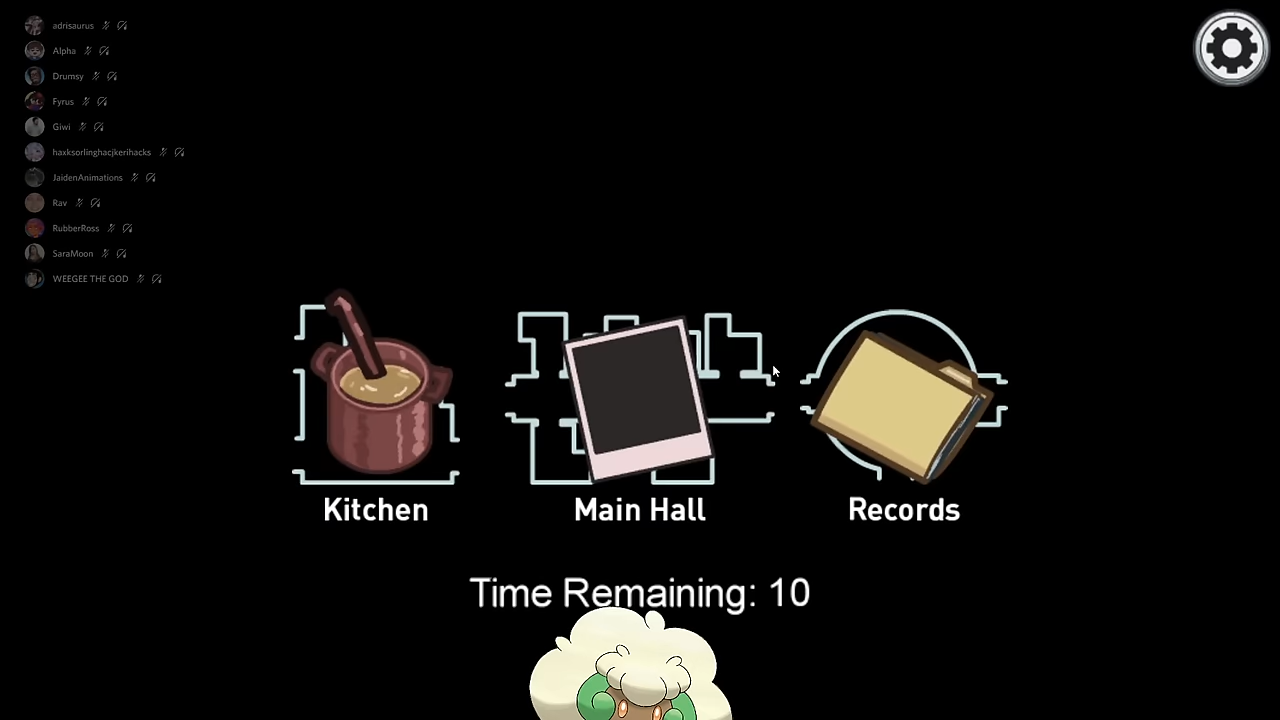 adrisaurus
Alpha
Drumsy
Fyrus
Giwi
haxksorlinghacjkerihacks
JaidenAnimations
Rav
RubberRoss
SaraMoon
WEEGEE THE GOD
Kitchen
Main Hall
Records
Time Remaining: 10